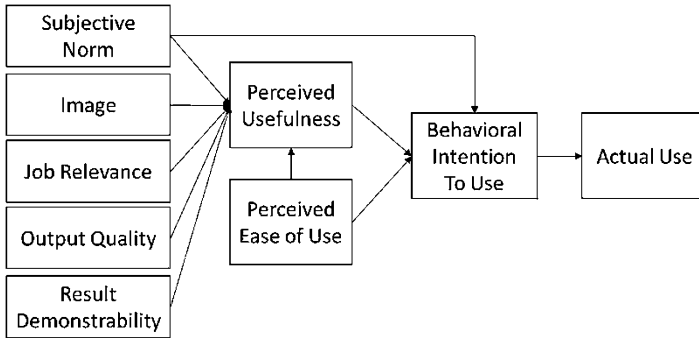 Subjective
Norm
Image
Job Relevance
Output Quality
Result
Demonstrability
Perceived
Usefulness
Perceived
Ease of Use
Behavioral
Intention
To Use
Actual Use